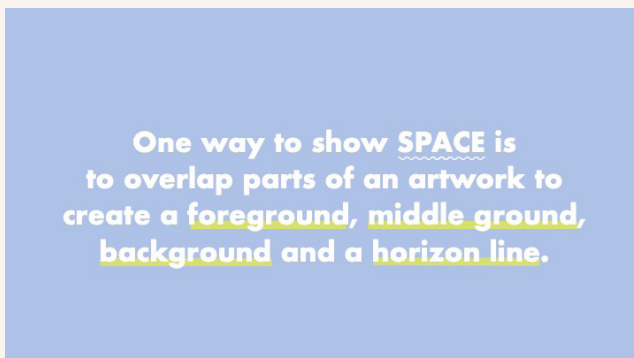 One way to show SPACE is
to overlap parts of an artwork to
create a foreground, middle ground,
background and a horizon line.